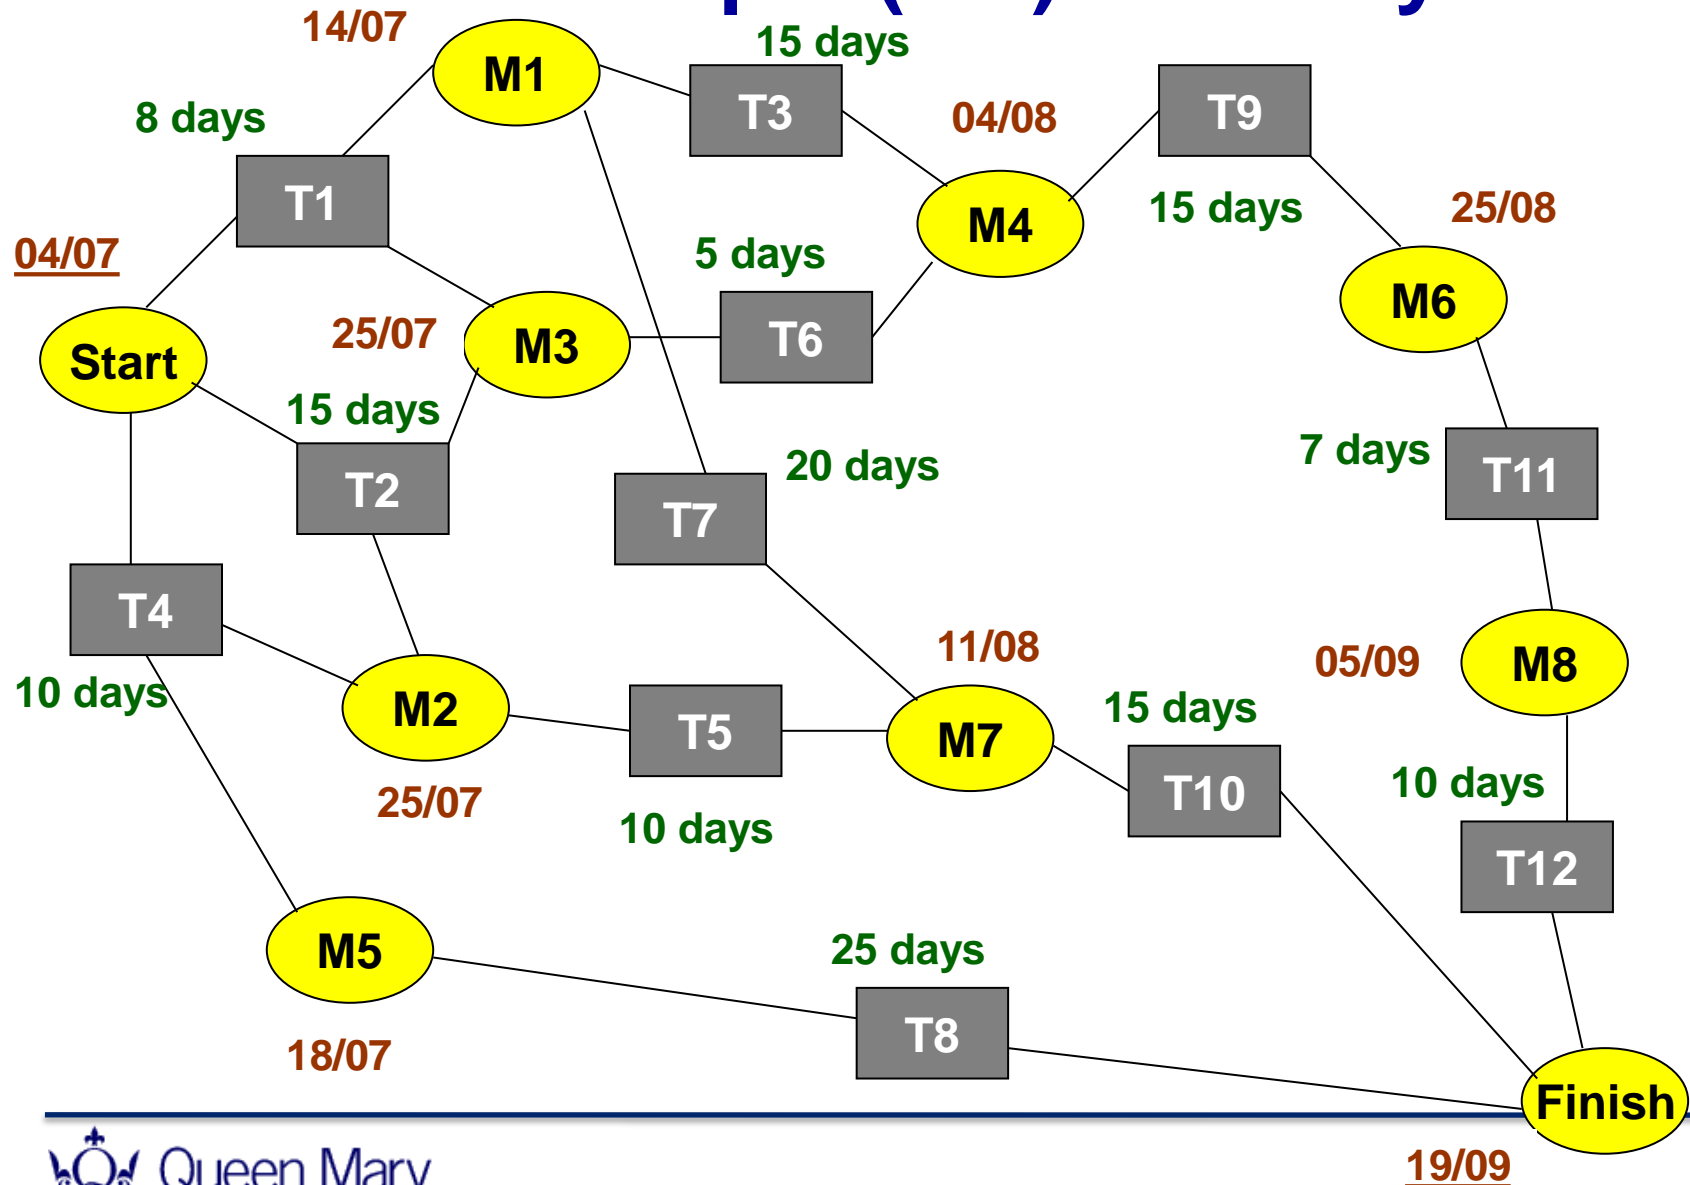 14/07
M1
15 days
T3
8 days
04/08
T9
T1
15 days
25/08
04/07
M4
5 days
M6
25/07
M3
T6
Start
15 days
7 days
T11
20 days
T2
T7
T4
11/08
05/09
M8
10 days
M2
T5
M7
15 days
T10
10 days
25/07
10 days
T12
M5
25 days
18/07
T8
Finish
19/09
Queen Mary